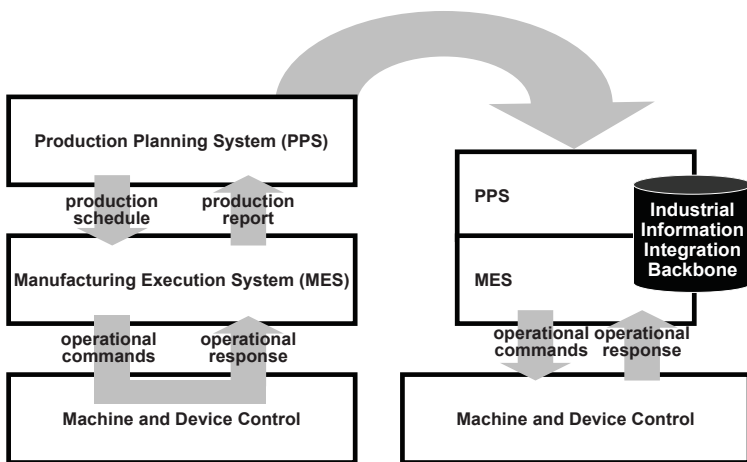 Production Planning System (PPS)
production
schedule
production
report
Manufacturing Execution System (MES)
operational
commands
operational
response
Machine and Device Control
PPS
Industrial
Information
Integration
Backbone
MES
operational
commands
operational
response
Machine and Device Control